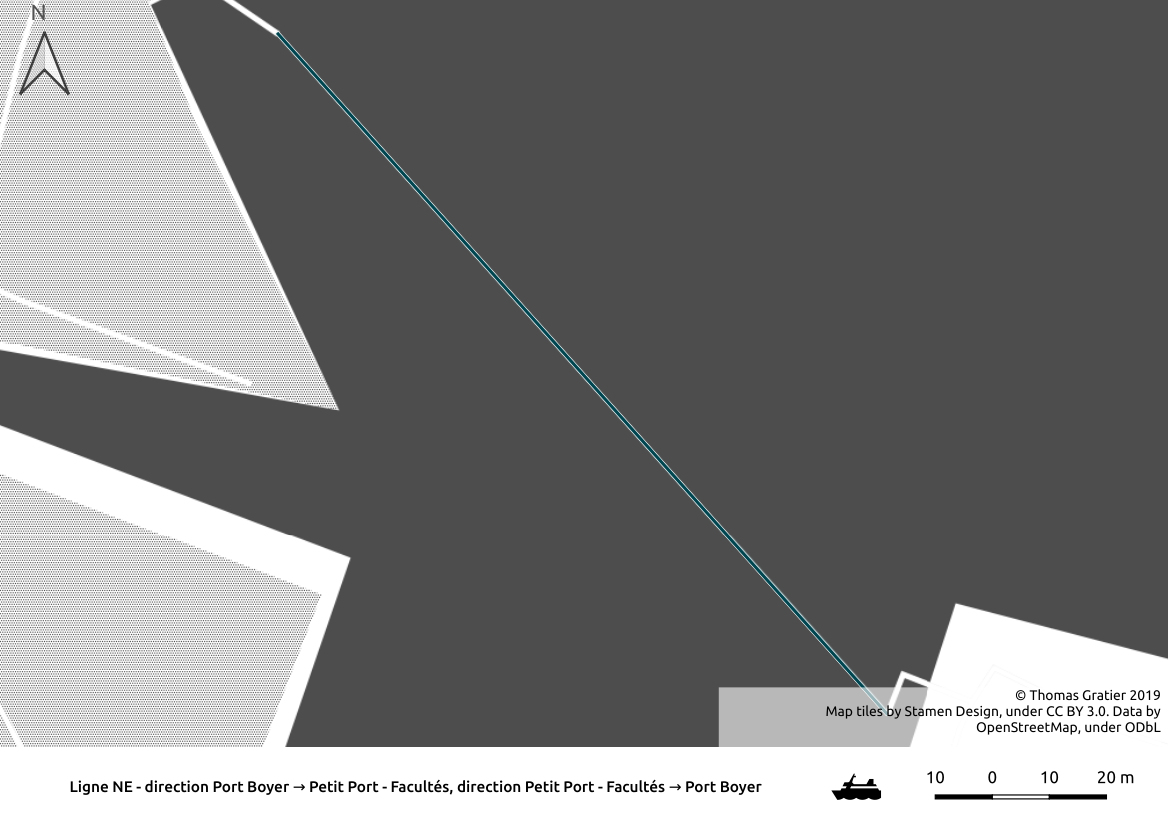 N
© Thomas Gratier 2019
Map tiles by Stamen Design, under CC BY 3.0. Data by
OpenStreetMap, under ODbL
Ligne NE - direction Port Boyer → Petit Port - Facultés, direction Petit Port - Facultés → Port Boyer
10 0 10 20 m